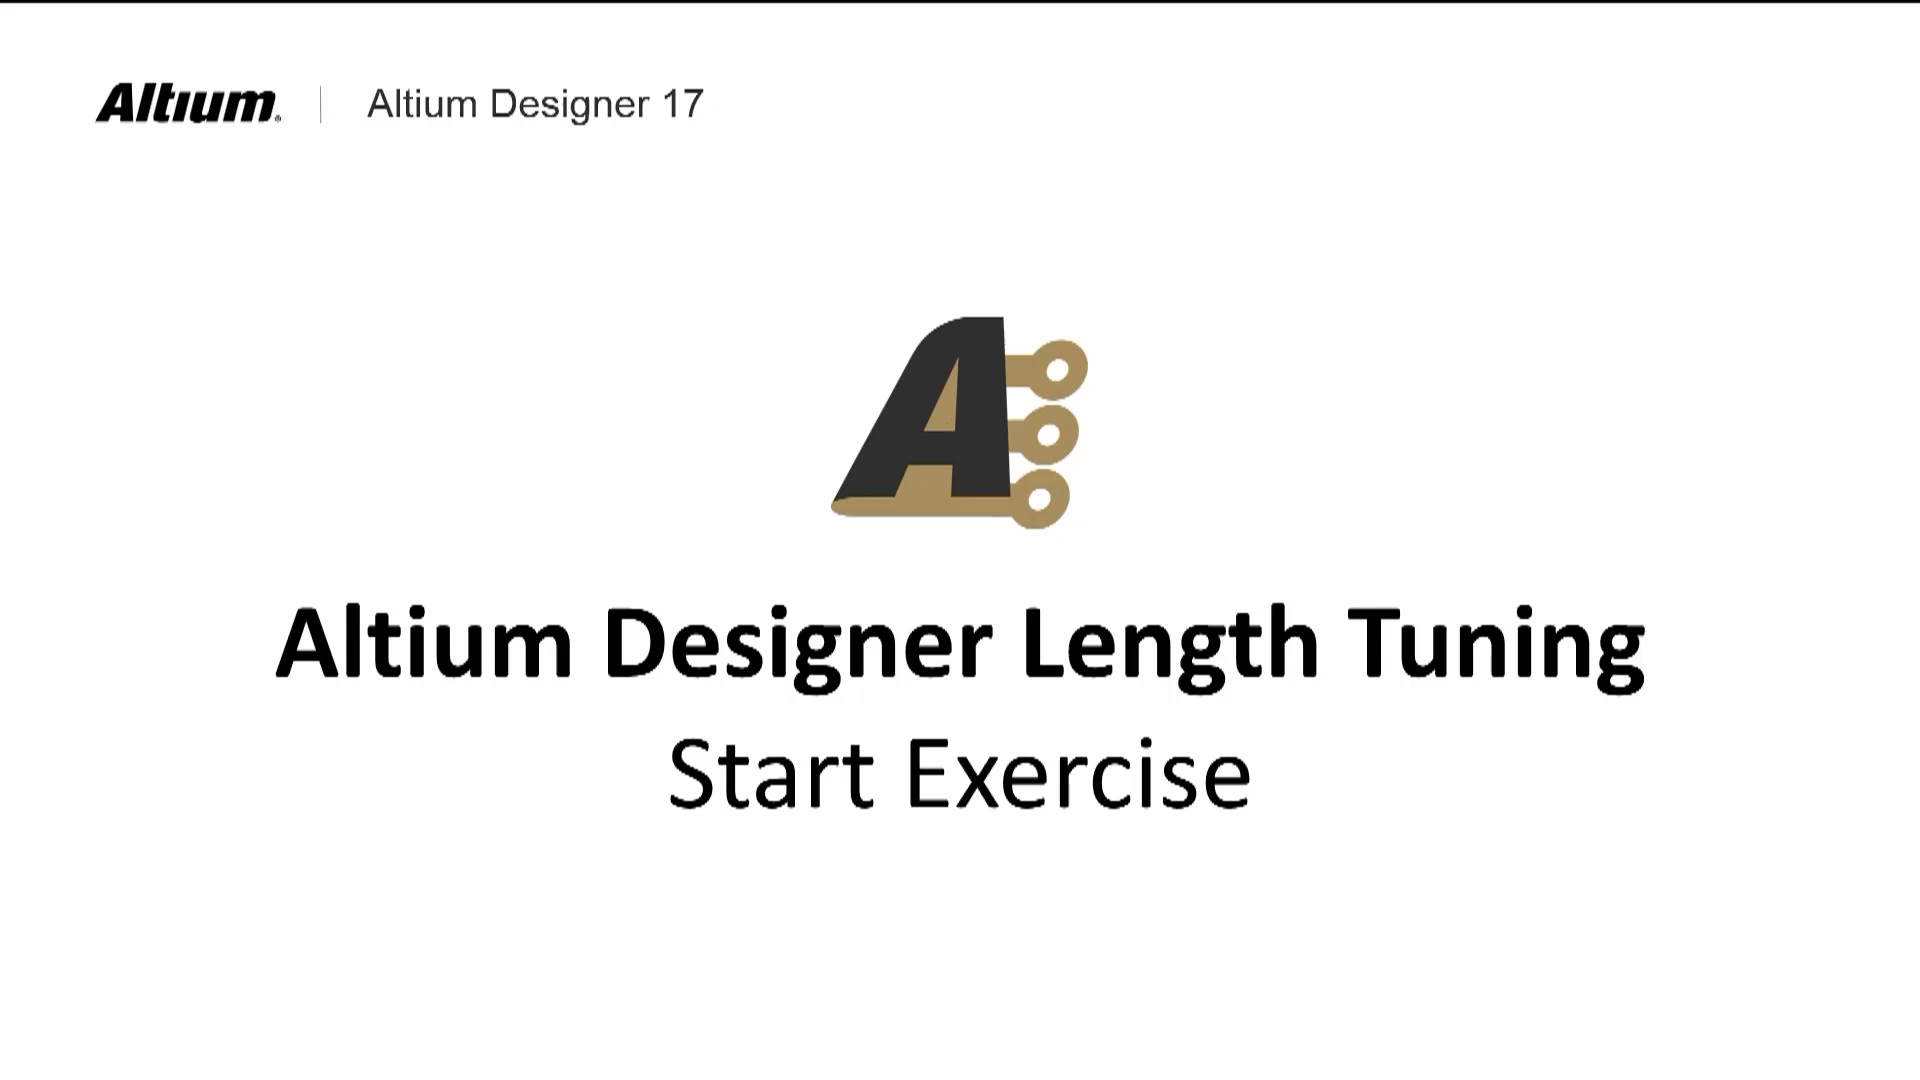 Altium. Altium Designer 17
Altium Designer Length Tuning
Start Exercise